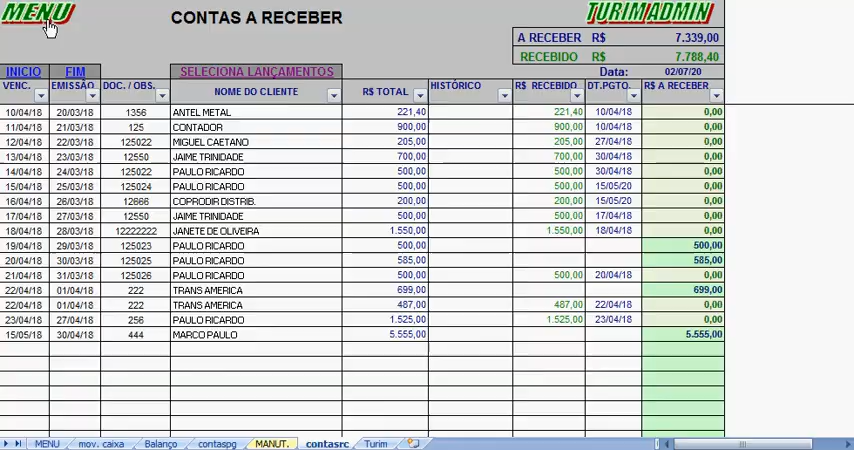 MENU CONTAS A RECEBER TURIM/ADMIN
A RECEBER R$ 7.339,00
RECEBIDO R$ 7.788,40
INICIO FIM SELECIONA LANÇAMENTOS Data: 02/07/20
VENC. EMISSÃO DOC. / OBS. NOME DO CLIENTE R$ TOTAL HISTÓRICO R$ RECEBIDO DT.PGTO. R$ A RECEBER
10/04/18 20/03/18 1356 ANTEL METAL 221,40 221,40 10/04/18 0,00
11/04/18 21/03/18 125 CONTADOR 900,00 900,00 10/04/18 0,00
12/04/18 22/03/18 125022 MIGUEL CAETANO 205,00 205,00 27/04/18 0,00
13/04/18 23/03/18 12550 JAIME TRINIDADE 700,00 700,00 30/04/18 0,00
14/04/18 24/03/18 125022 PAULO RICARDO 500,00 500,00 30/04/18 0,00
15/04/18 25/03/18 125024 PAULO RICARDO 500,00 500,00 15/05/20 0,00
16/04/18 26/03/18 12666 COPRODIR DISTRIB. 200,00 200,00 15/05/20 0,00
17/04/18 27/03/18 12550 JAIME TRINIDADE 500,00 500,00 17/04/18 0,00
18/04/18 28/03/18 12222222 JANETE DE OLIVEIRA 1.550,00 1.550,00 18/04/18 0,00
19/04/18 29/03/18 125023 PAULO RICARDO 500,00 500,00
20/04/18 30/03/18 125025 PAULO RICARDO 585,00 585,00
21/04/18 31/03/18 125026 PAULO RICARDO 500,00 500,00 20/04/18 0,00
22/04/18 01/04/18 222 TRANS AMERICA 699,00 699,00
22/04/18 01/04/18 222 TRANS AMERICA 487,00 487,00 22/04/18 0,00
23/04/18 27/04/18 256 PAULO RICARDO 1.525,00 1.525,00 23/04/18 0,00
15/05/18 30/04/18 444 MARCO PAULO 5.555,00 5.555,00
MENU mov. caixa Balanço contaspg MANUT. contasrc Turim